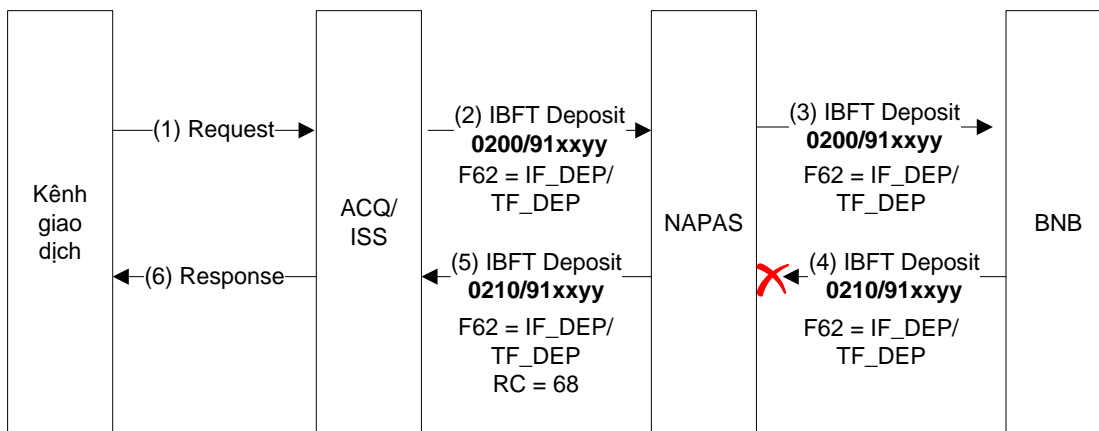 Kênh
giao
dịch
(1) Request
ACQ/
ISS
(2) IBFT Deposit
0200/91xxyy
F62 = IF_DEP/
TF_DEP
NAPAS
(3) IBFT Deposit
0200/91xxyy
F62 = IF_DEP/
TF_DEP
BNB
(4) IBFT Deposit
0210/91xxyy
F62 = IF_DEP/
TF_DEP
(5) IBFT Deposit
0210/91xxyy
F62 = IF_DEP/
TF_DEP
RC = 68
(6) Response